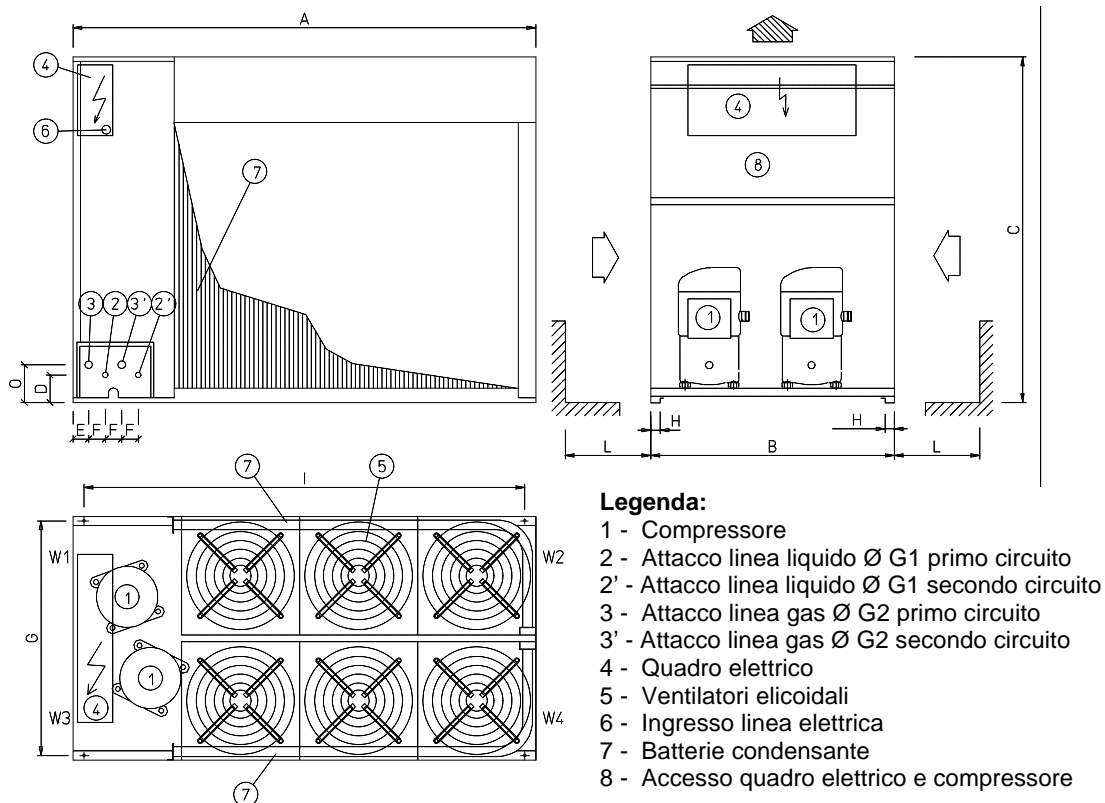 A
4
6
7
3 2 3' 2'
O
D
E F F F
4
8
1 1
C
H H
L B L
7 5
I
W1 W2
1
G
1
4
W3 W4
7
Legenda:
1 - Compressore
2 - Attacco linea liquido Ø G1 primo circuito
2’ - Attacco linea liquido Ø G1 secondo circuito
3 - Attacco linea gas Ø G2 primo circuito
3' - Attacco linea gas Ø G2 secondo circuito
4 - Quadro elettrico
5 - Ventilatori elicoidali
6 - Ingresso linea elettrica
7 - Batterie condensante
8 - Accesso quadro elettrico e compressore